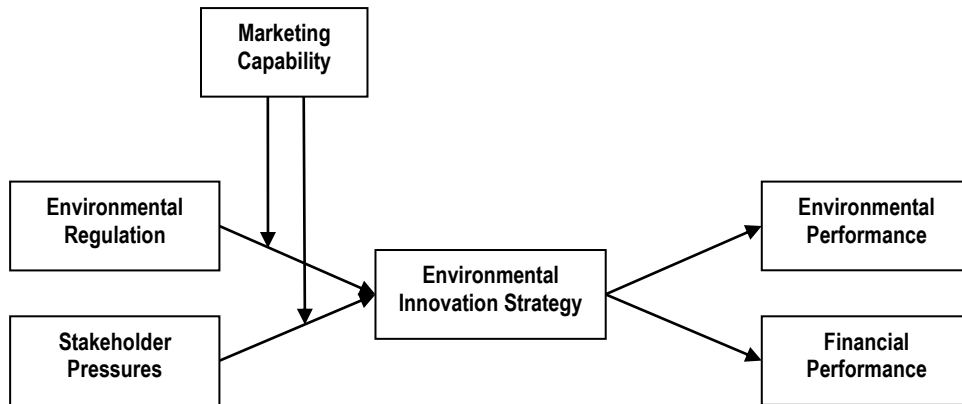 Marketing
Capability
Environmental
Regulation
Environmental
Performance
Environmental
Innovation Strategy
Stakeholder
Pressures
Financial
Performance